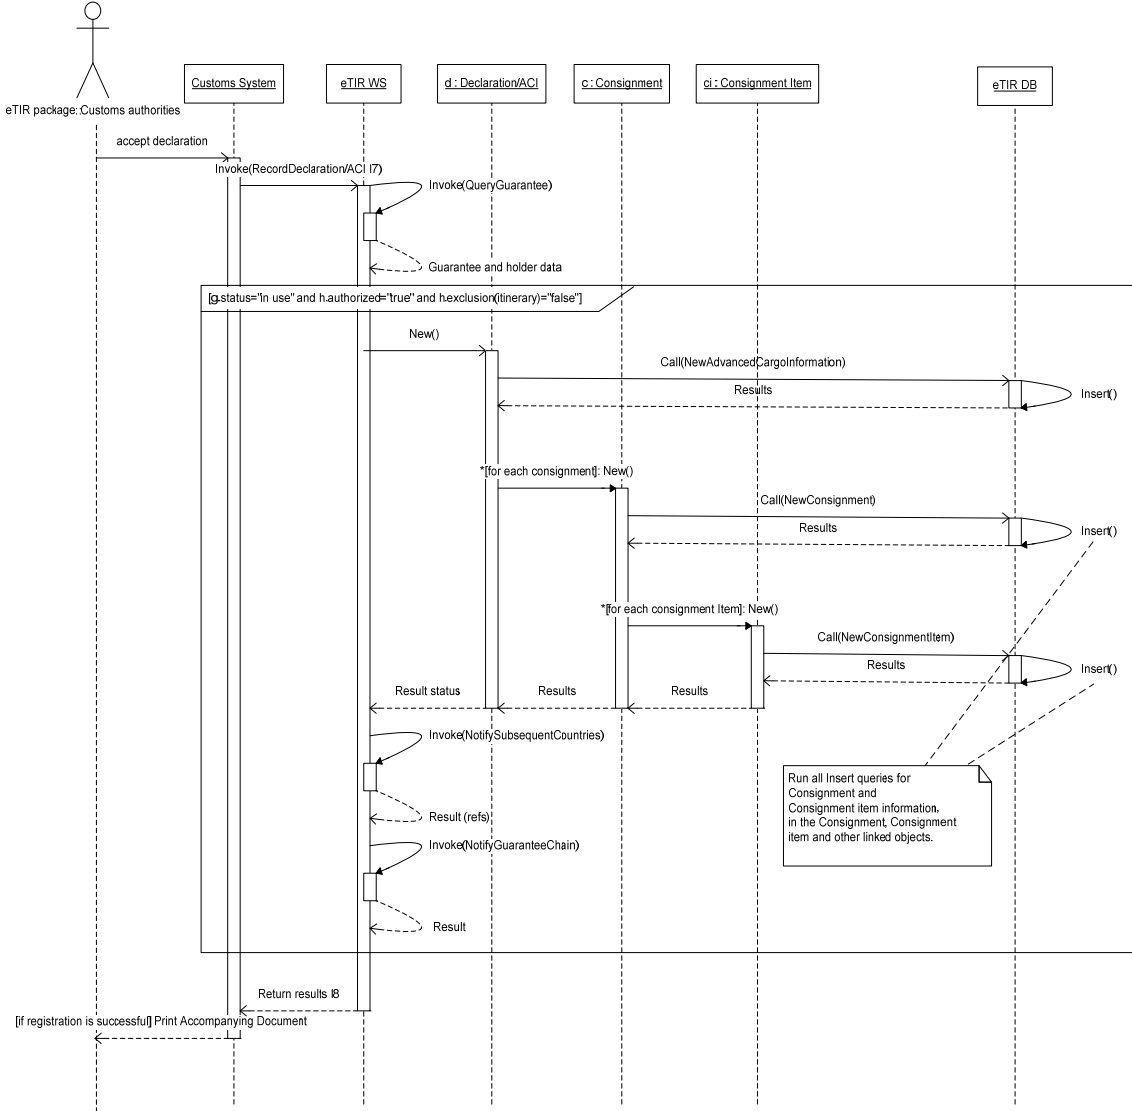 eTIR package::Customs authorities
Customs System
eTIR WS
d : Declaration/ACI
c : Consignment
ci : Consignment Item
eTIR DB
accept declaration
Invoke(RecordDeclaration/ACI I7)
Invoke(QueryGuarantee)
Guarantee and holder data
[g.status="in use" and h.authorized="true" and h.exclusion(itinerary)="false"]
New()
Call(NewAdvancedCargoInformation)
Results
Insert()
*[for each consignment]: New()
Call(NewConsignment)
Results
Insert()
*[for each consignment Item]: New()
Call(NewConsignmentItem)
Results
Insert()
Result status
Results
Results
Invoke(NotifySubsequentCountries)
Result (refs)
Run all Insert queries for
Consignment and
Consignment item information,
in the Consignment, Consignment
item and other linked objects.
Invoke(NotifyGuaranteeChain)
Result
Return results I8
[if registration is successful] Print Accompanying Document